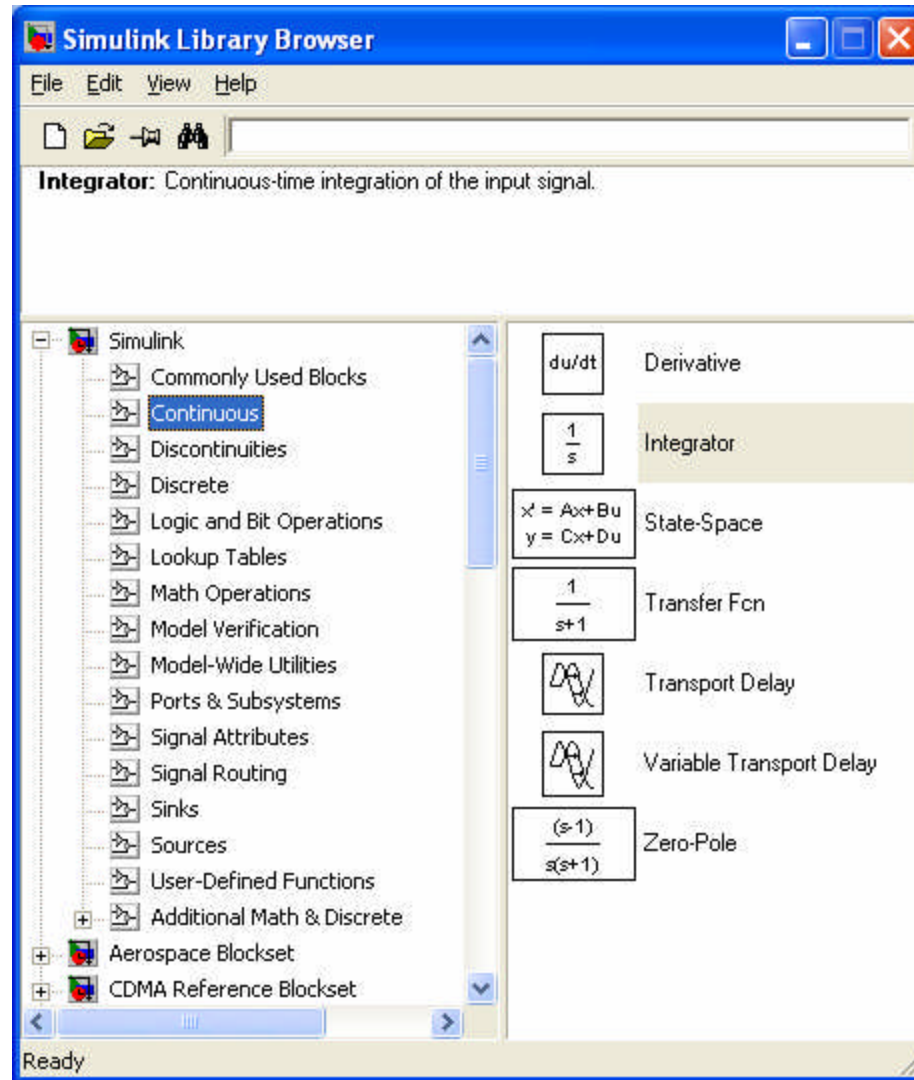 Simulink Library Browser
File Edit View Help
Integrator: Continuous-time integration of the input signal.
Simulink
Commonly Used Blocks
Continuous
Discontinuities
Discrete
Logic and Bit Operations
Lookup Tables
Math Operations
Model Verification
Model-Wide Utilities
Ports & Subsystems
Signal Attributes
Signal Routing
Sinks
Sources
User-Defined Functions
Additional Math & Discrete
Aerospace Blockset
CDMA Reference Blockset
du/dt Derivative
1
s
Integrator
x' = Ax+Bu
y = Cx+Du
State-Space
1
s+1
Transfer Fcn
Transport Delay
Variable Transport Delay
(s-1)
s(s+1)
Zero-Pole
Ready